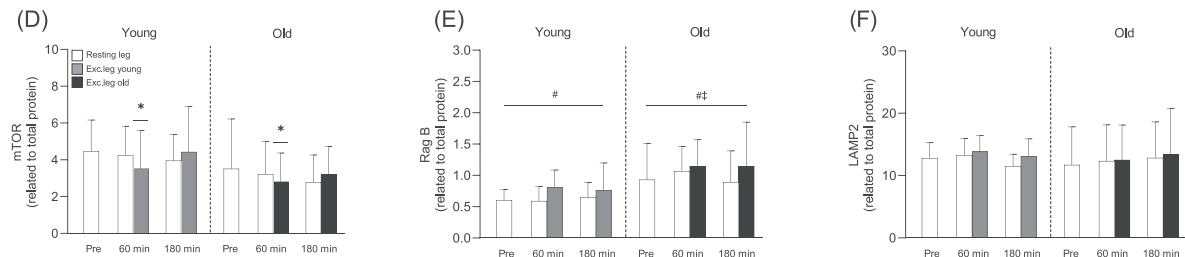 (D)
Young
Old
mTOR
(related to total protein)
10
8
6
4
2
0
Resting leg
Exc.leg young
Exc.leg old
*
*
Pre
60 min
180 min
Pre
60 min
180 min
(E)
Young
Old
Rag B
(related to total protein)
3.0
2.5
2.0
1.5
1.0
0.5
0.0
#
#‡
Pre
60 min
180 min
Pre
60 min
180 min
(F)
Young
Old
LAMP2
(related to total protein)
30
20
10
0
Pre
60 min
180 min
Pre
60 min
180 min